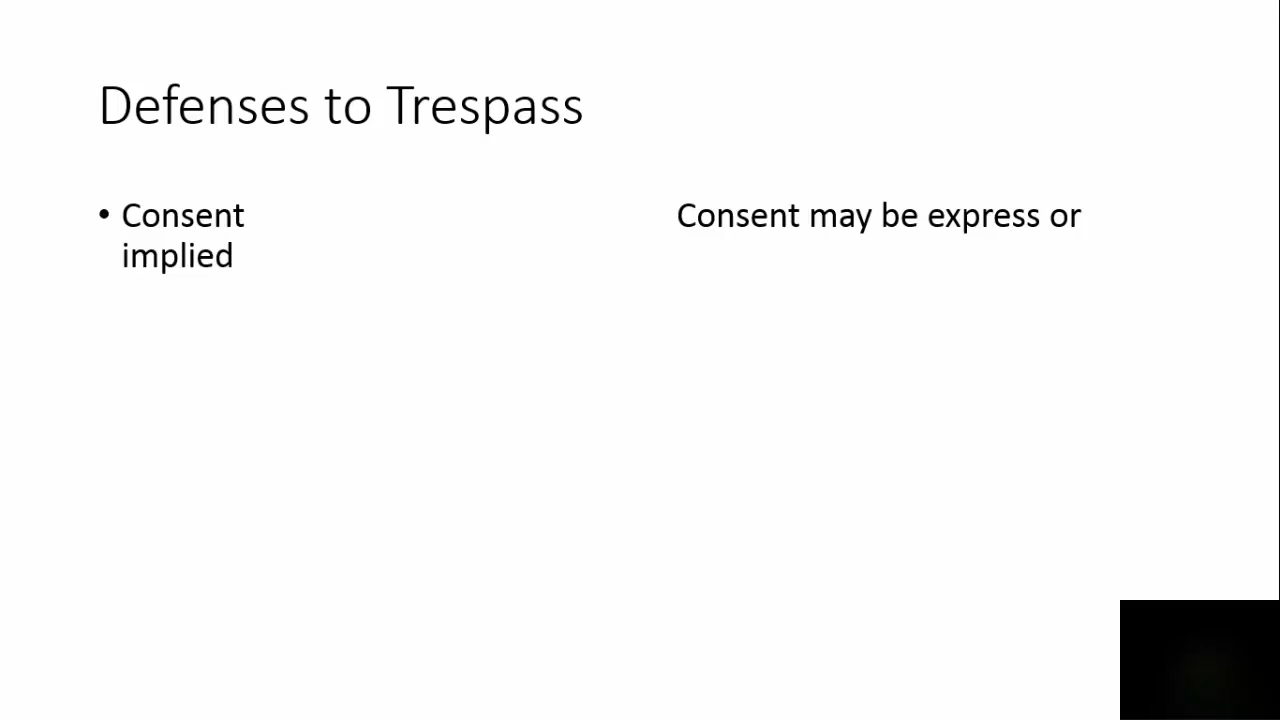 Defenses to Trespass
• Consent Consent may be express or
implied